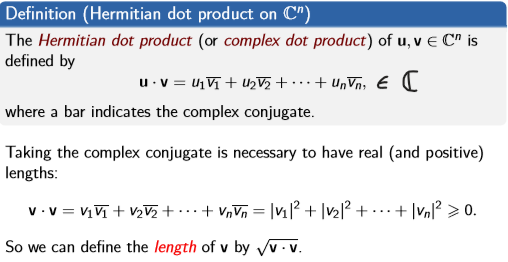 Definition (Hermitian dot product on ℂⁿ)
The Hermitian dot product (or complex dot product) of u, v ∈ ℂⁿ is
defined by
u · v = u₁v̅₁̅ + u₂v̅₂̅ + ··· + uₙv̅ₙ̅, ∈ ℂ
where a bar indicates the complex conjugate.
Taking the complex conjugate is necessary to have real (and positive)
lengths:
v · v = v₁v̅₁̅ + v₂v̅₂̅ + ··· + vₙv̅ₙ̅ = |v₁|² + |v₂|² + ··· + |vₙ|² ⩾ 0.
So we can define the length of v by √v · v.